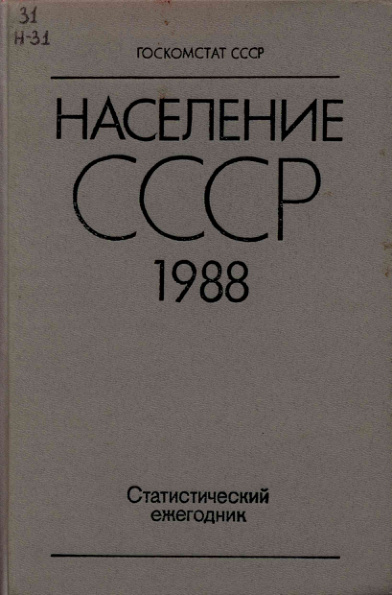 31
Н-31
ГОСКОМСТАТ СССР
НАСЕЛЕНИЕ
СССР
1988
Статистический
ежегодник